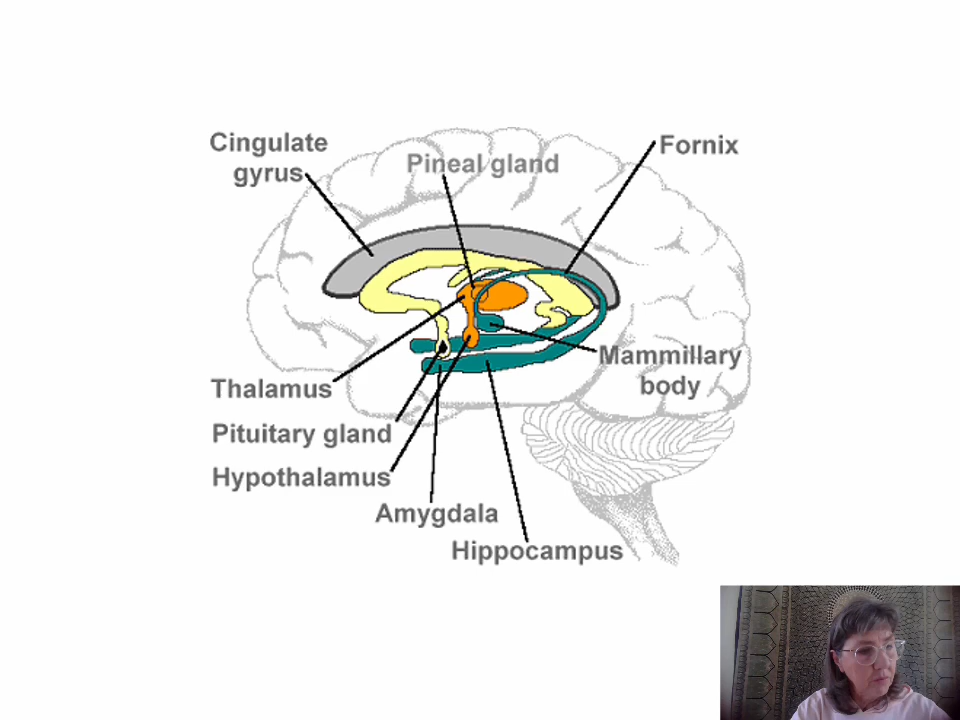 Cingulate
gyrus
Pineal gland
Fornix
Mammillary
body
Thalamus
Pituitary gland
Hypothalamus
Amygdala
Hippocampus